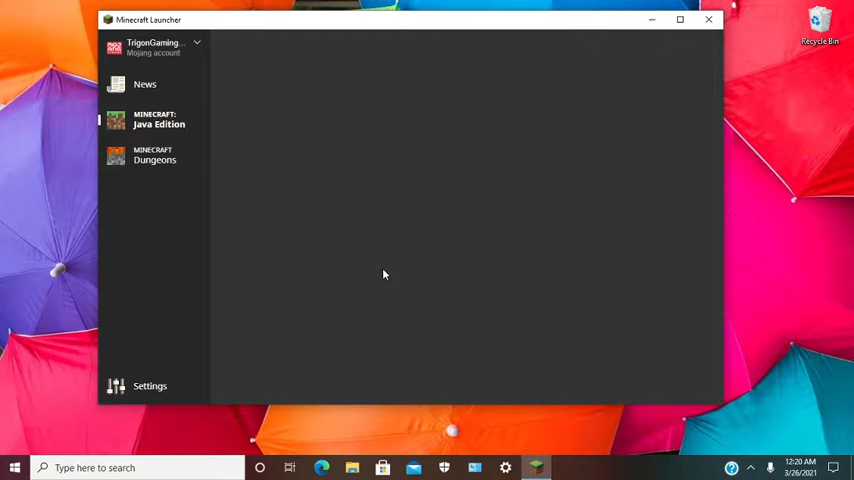 Minecraft Launcher
TrigonGaming...
Mojang account
News
MINECRAFT:
Java Edition
MINECRAFT
Dungeons
Settings
Recycle Bin
Type here to search
12:20 AM
3/26/2021